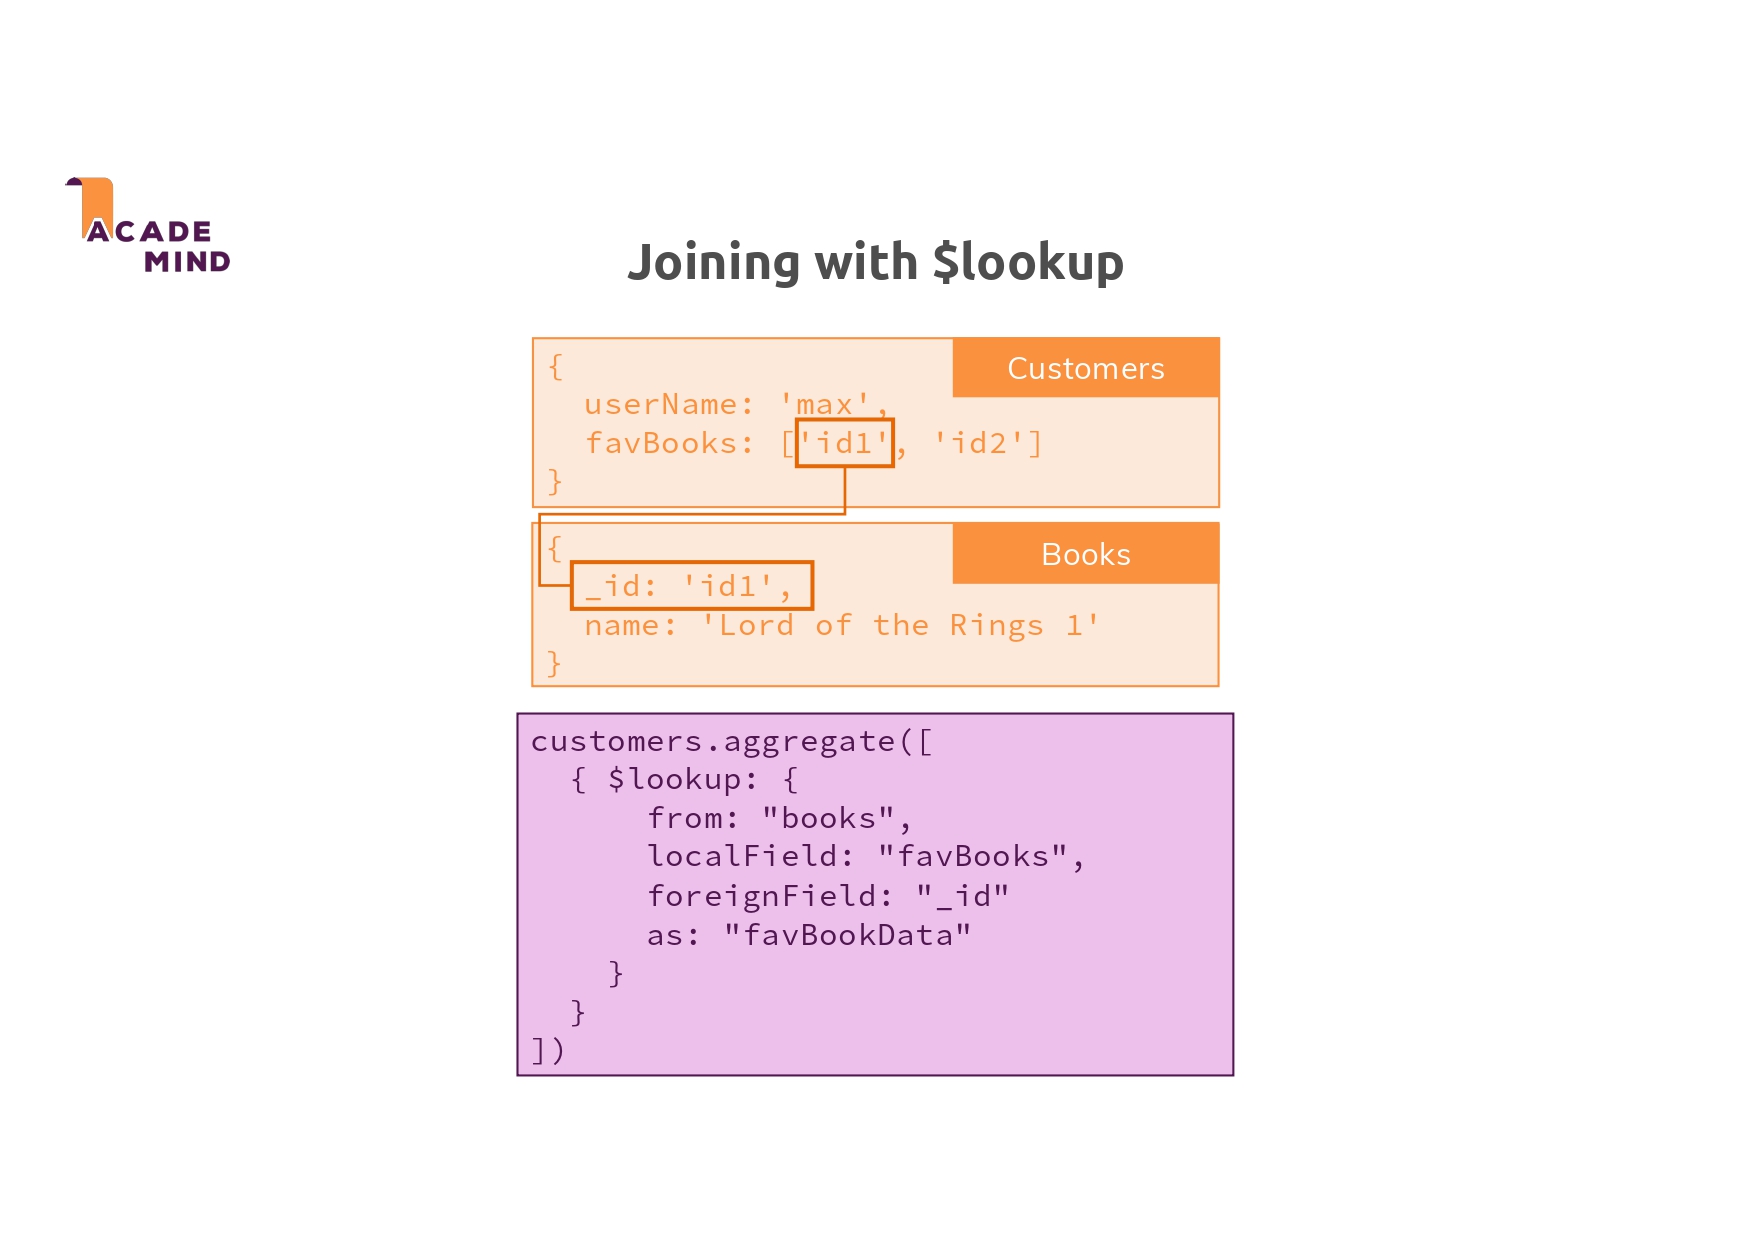 ACADE
MIND
Joining with $lookup
Customers
{
  userName: 'max',
  favBooks: ['id1', 'id2']
}
Books
{
  _id: 'id1',
  name: 'Lord of the Rings 1'
}
customers.aggregate([
  { $lookup: {
      from: "books",
      localField: "favBooks",
      foreignField: "_id"
      as: "favBookData"
    }
  }
])